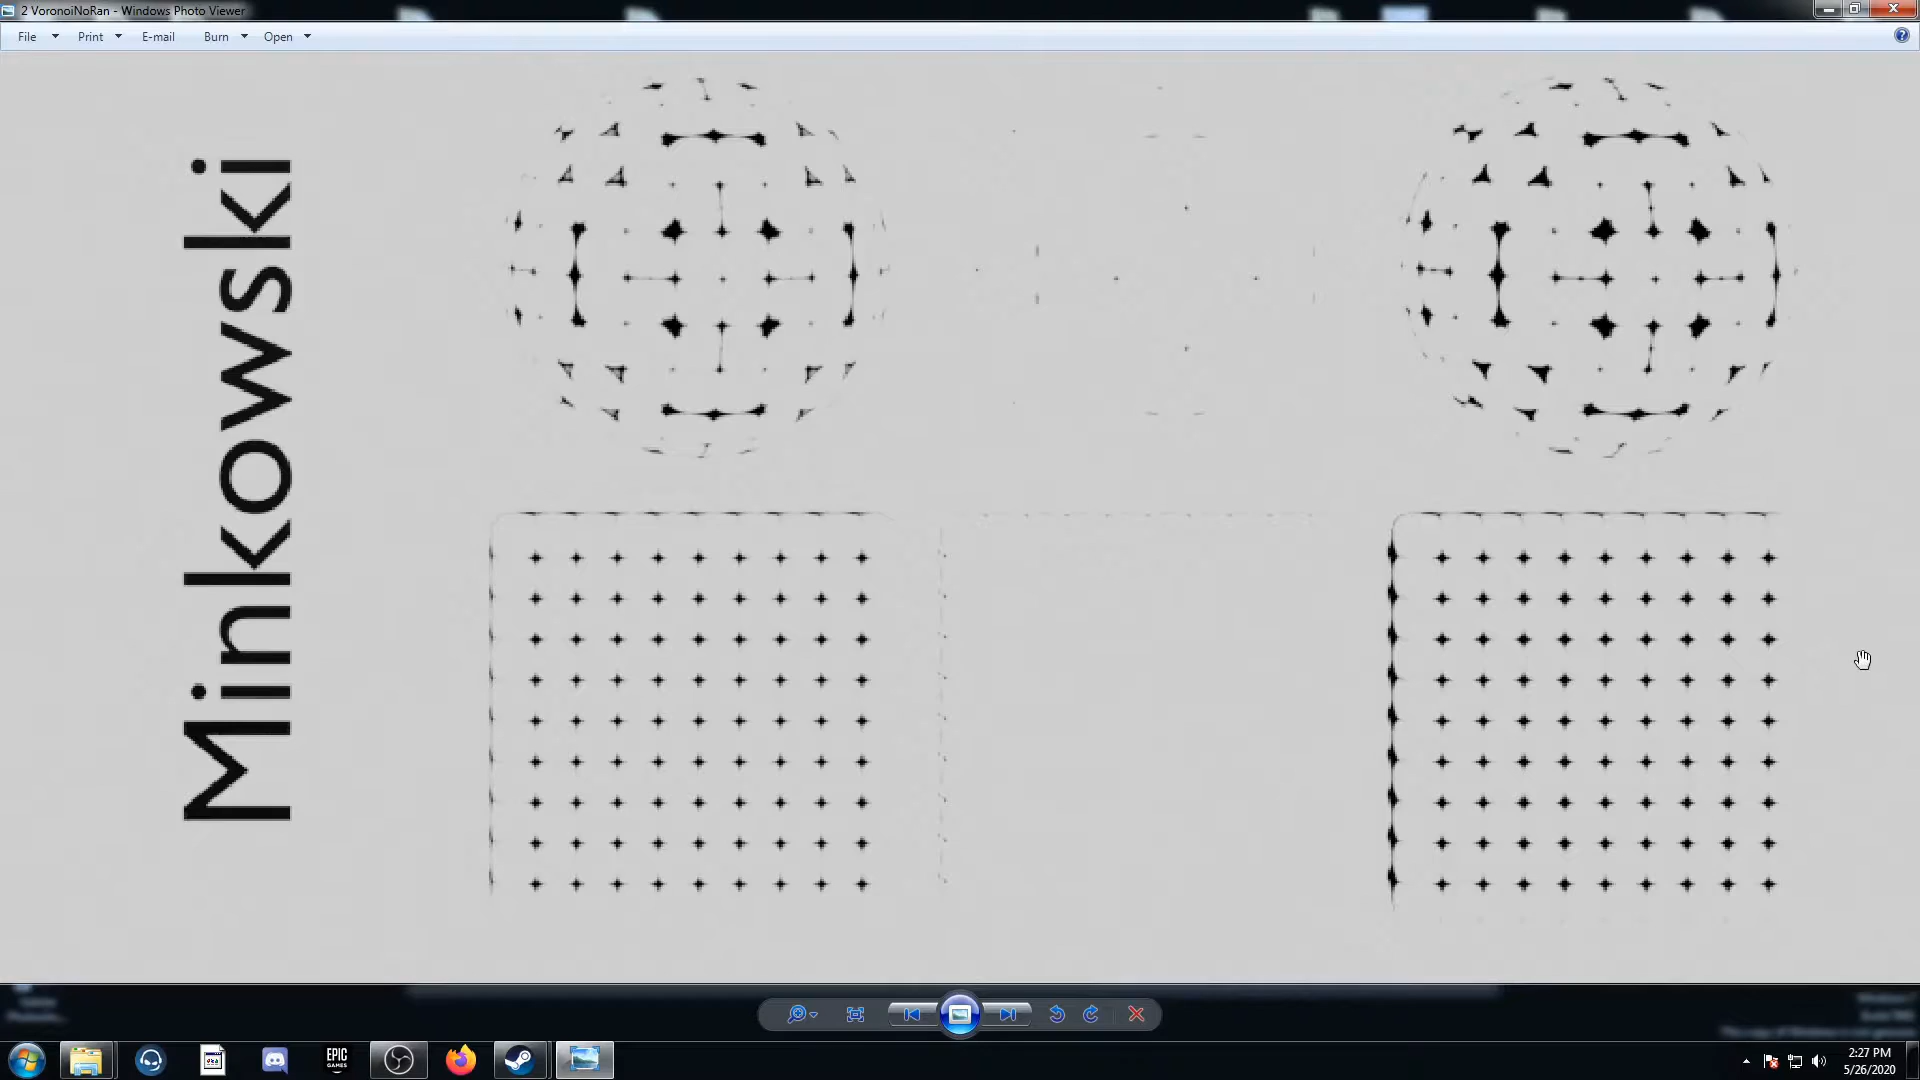 2 VoronoiNoRan - Windows Photo Viewer
File Print E-mail Burn Open
Minkowski
EPIC
GAMES
2:27 PM
5/26/2020